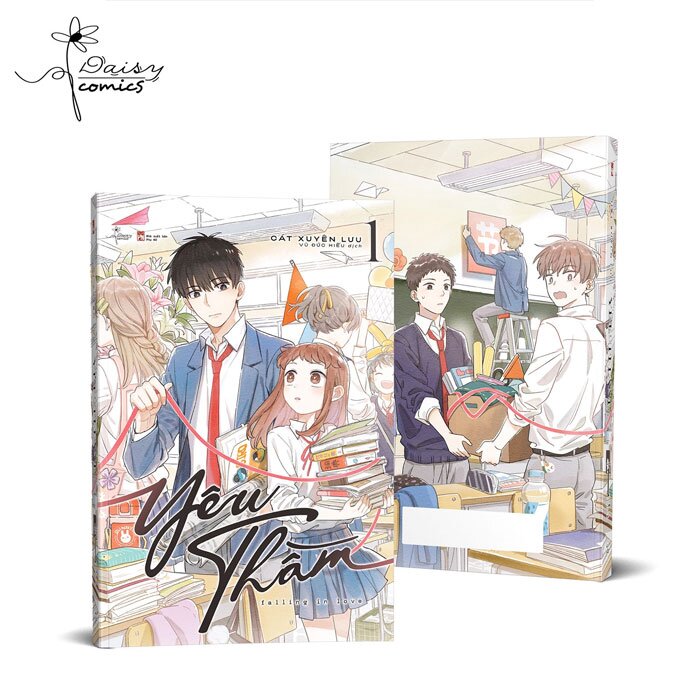 Daisy
comics
CÁT XUYÊN LƯU
VŨ ĐỨC HIẾU dịch
1
Yêu
Thầm
falling in love